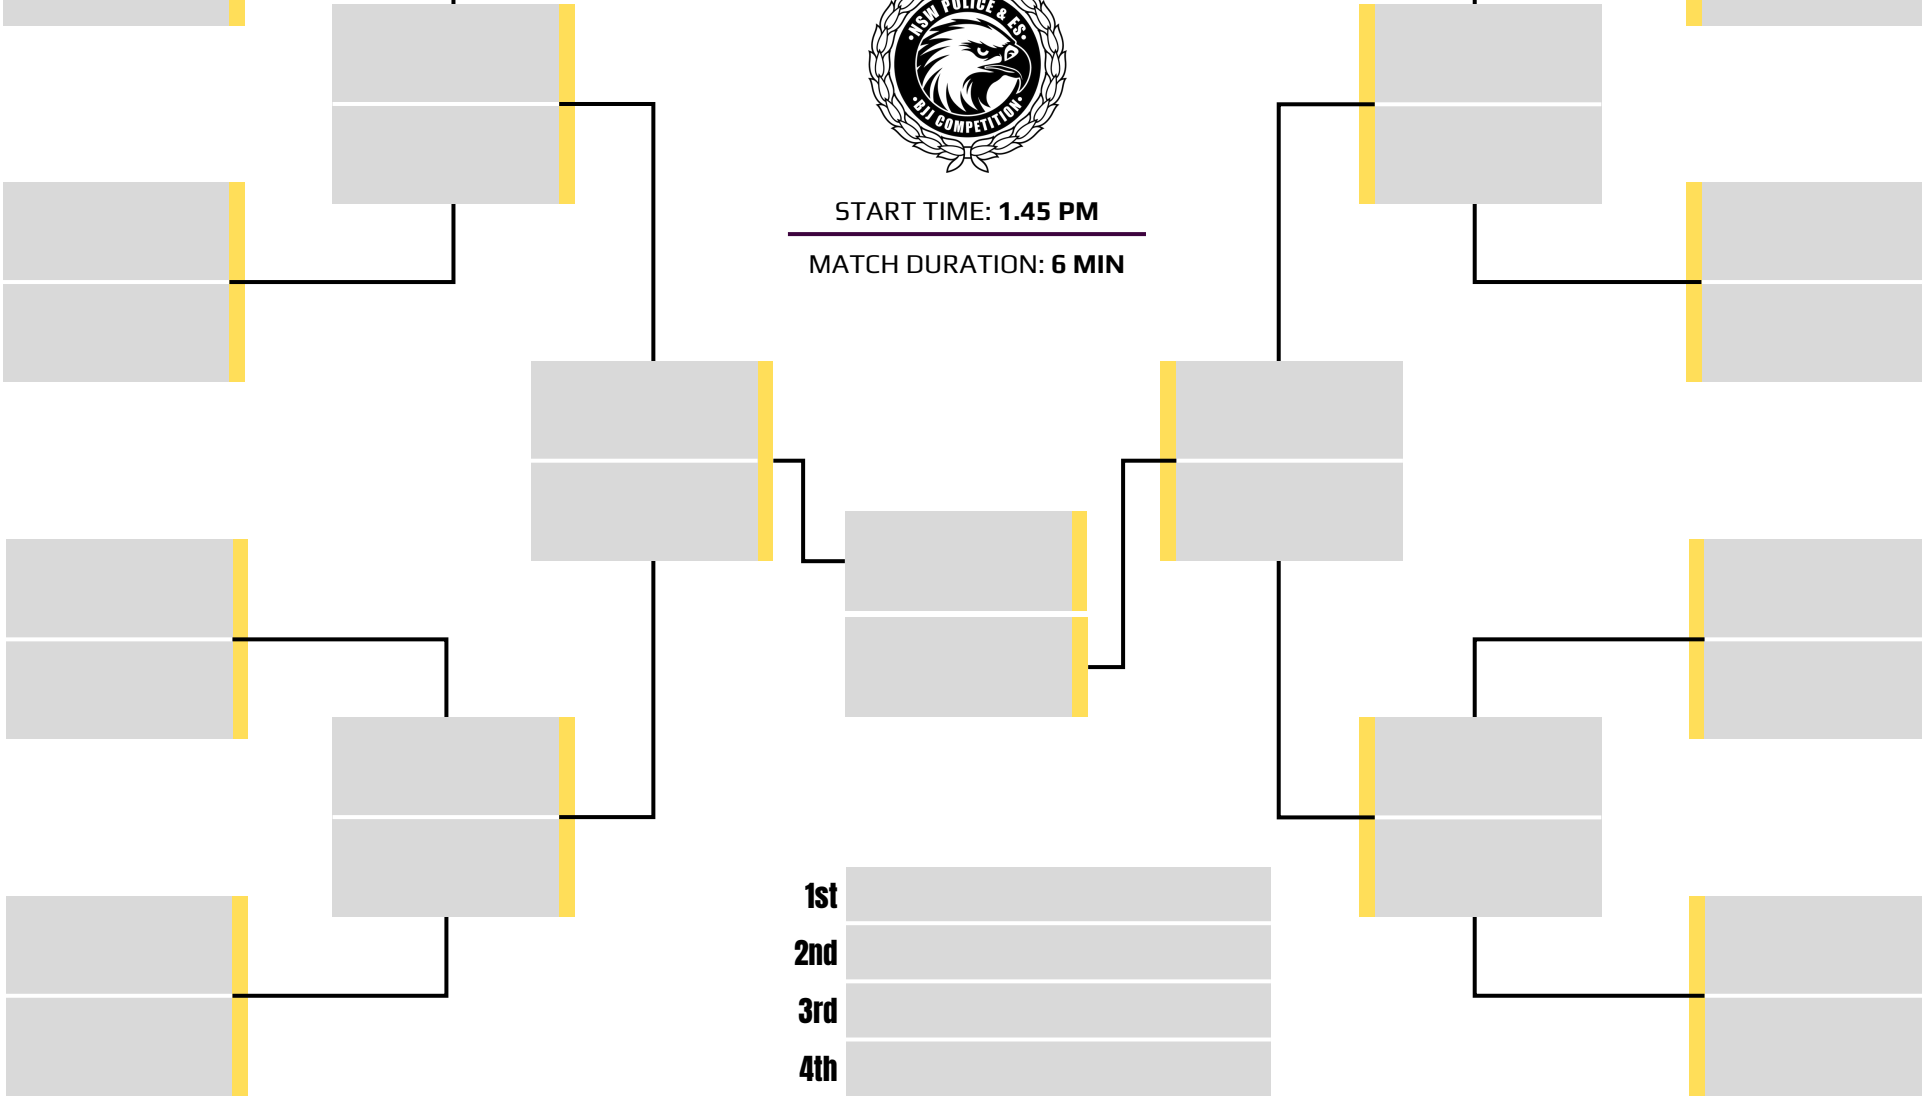 ·NSW POLICE & ES·
·BJJ COMPETITION·
START TIME: 1.45 PM
MATCH DURATION: 6 MIN
1st
2nd
3rd
4th